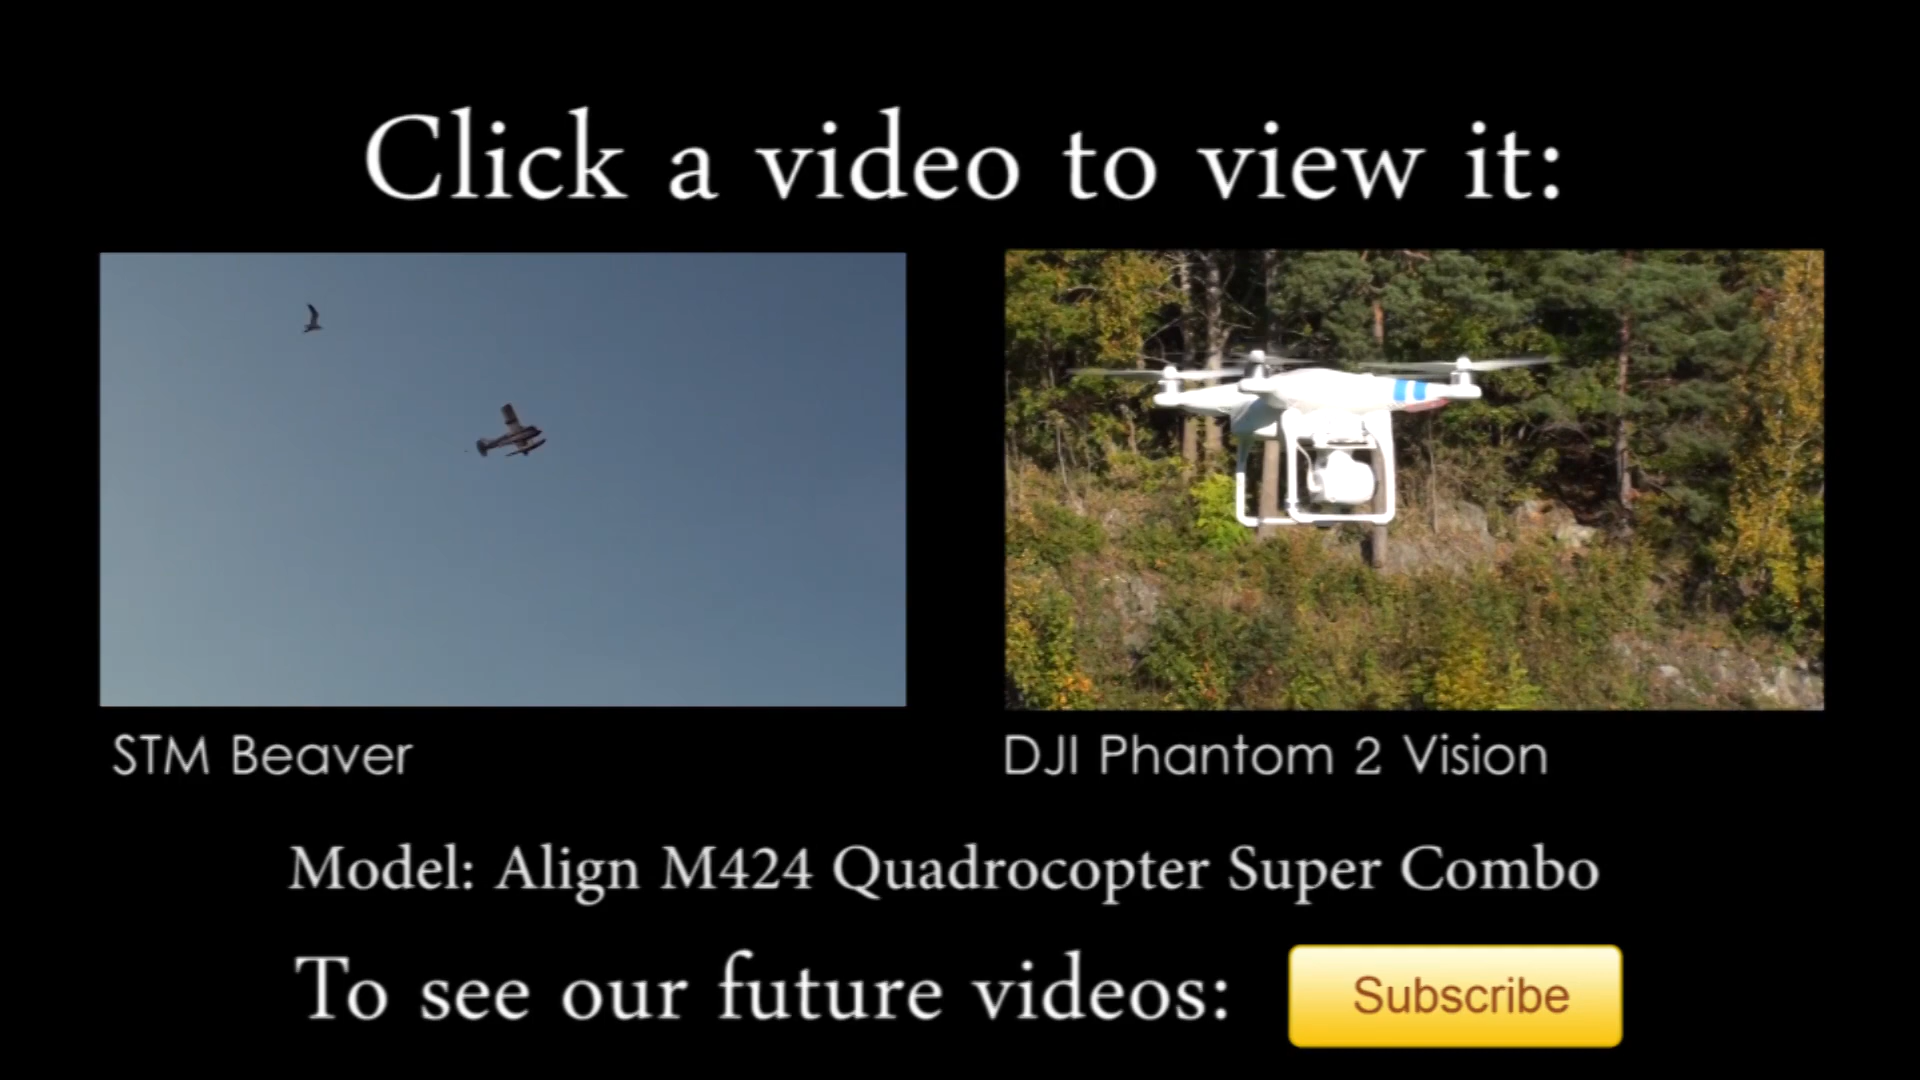 Click a video to view it:
STM Beaver
DJI Phantom 2 Vision
Model: Align M424 Quadrocopter Super Combo
To see our future videos:
Subscribe